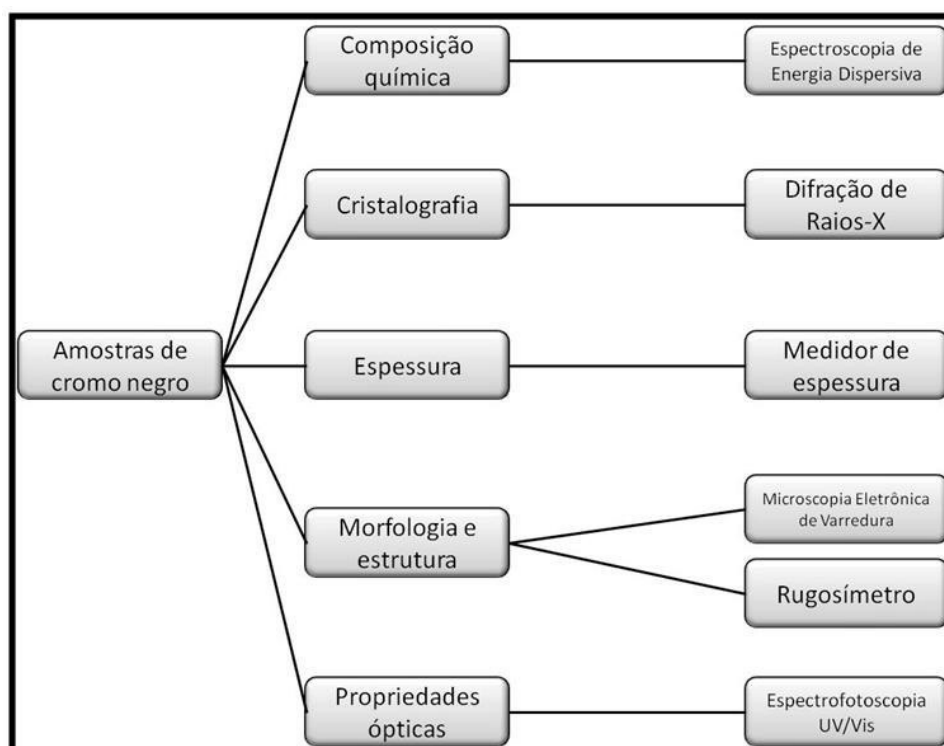 Composição
química
Espectroscopia de
Energia Dispersiva
Cristalografia
Difração de
Raios-X
Amostras de
cromo negro
Espessura
Medidor de
espessura
Morfologia e
estrutura
Microscopia Eletrônica
de Varredura
Rugosímetro
Propriedades
ópticas
Espectrofotoscopia
UV/Vis